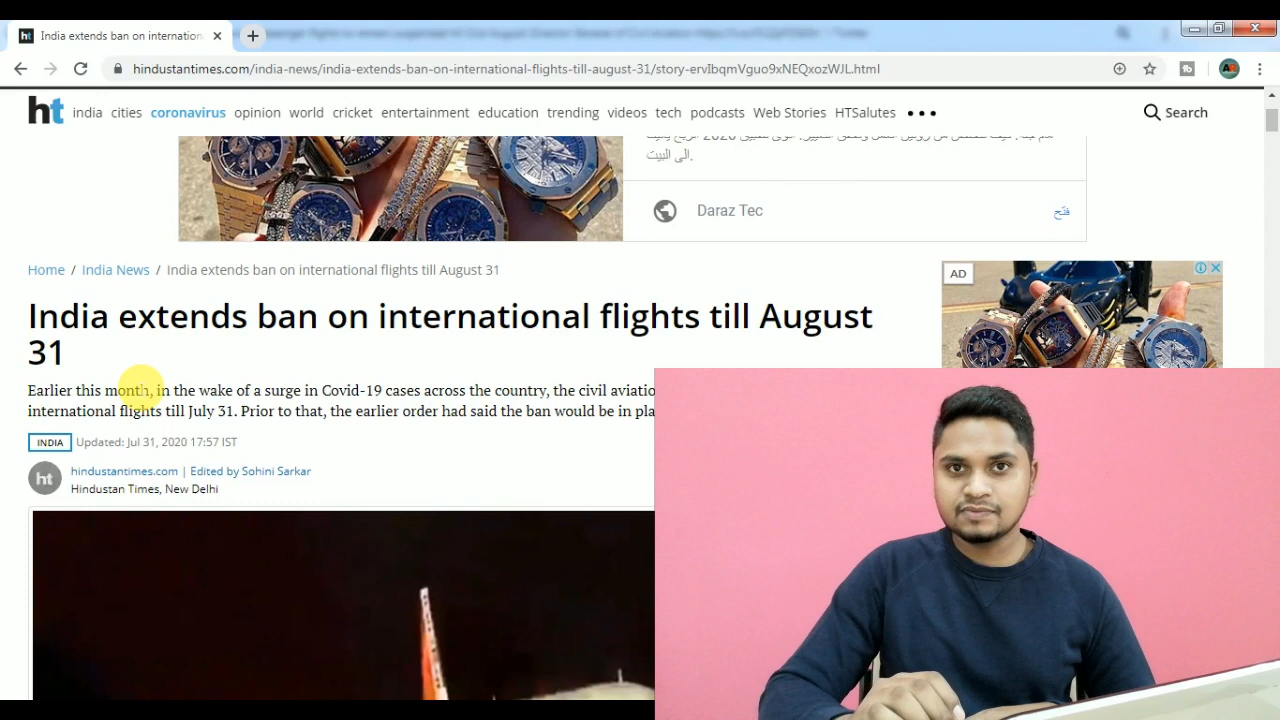 India extends ban on internation
hindustantimes.com/india-news/india-extends-ban-on-international-flights-till-august-31/story-ervIbqmVguo9xNEQxozWJL.html
ht india cities coronavirus opinion world cricket entertainment education trending videos tech podcasts Web Stories HTSalutes ••• Search
الى البيت.
Daraz Tec
فتح
Home / India News / India extends ban on international flights till August 31
AD
India extends ban on international flights till August
31
Earlier this month, in the wake of a surge in Covid-19 cases across the country, the civil aviatio
international flights till July 31. Prior to that, the earlier order had said the ban would be in pla
INDIA Updated: Jul 31, 2020 17:57 IST
ht hindustantimes.com | Edited by Sohini Sarkar
Hindustan Times, New Delhi